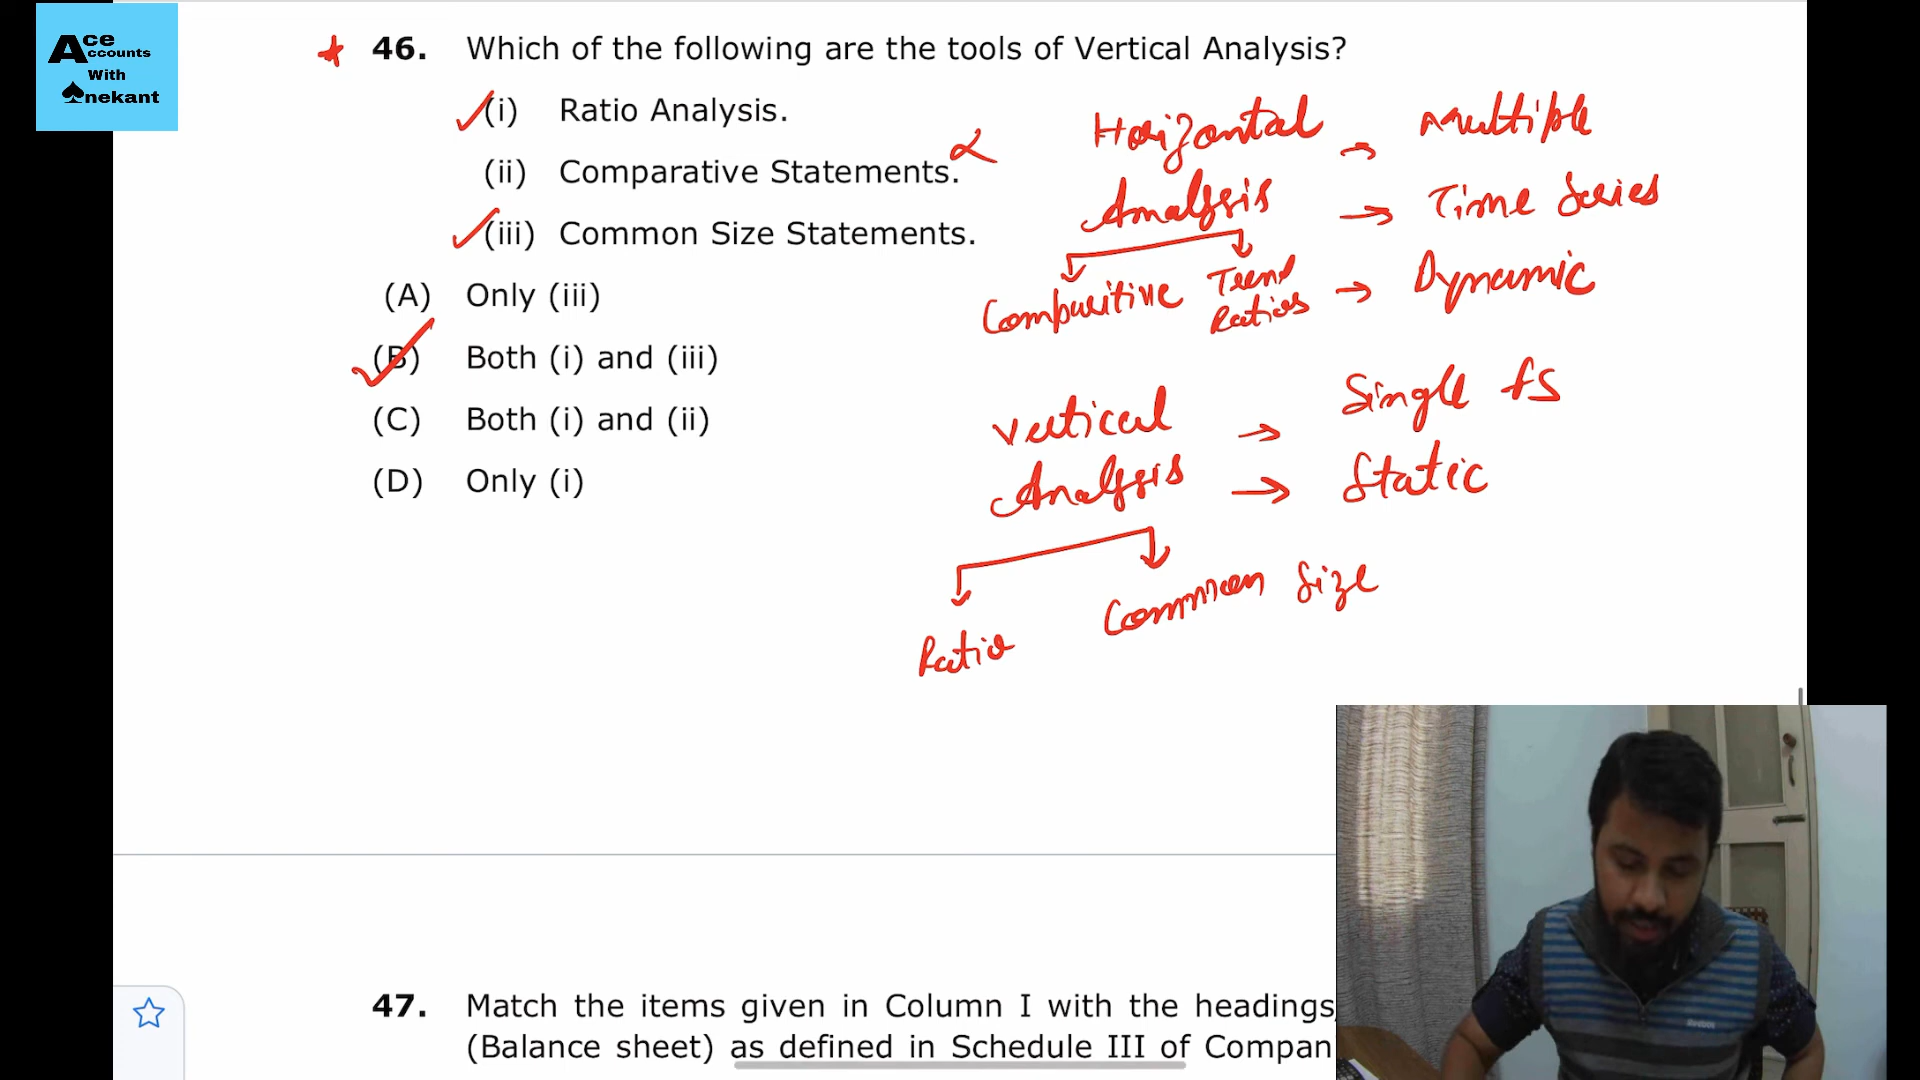 Ace
Accounts
With
Anekant
46. Which of the following are the tools of Vertical Analysis?
(i) Ratio Analysis.
(ii) Comparative Statements.
(iii) Common Size Statements.
(A) Only (iii)
(B) Both (i) and (iii)
(C) Both (i) and (ii)
(D) Only (i)
Horizontal → Multiple
Analysis → Time Series
Comparitive Trend Ratios → Dynamic
Vertical → Single FS
Analysis → Static
Ratio Common Size
47. Match the items given in Column I with the headings
(Balance sheet) as defined in Schedule III of Compan
Reebok